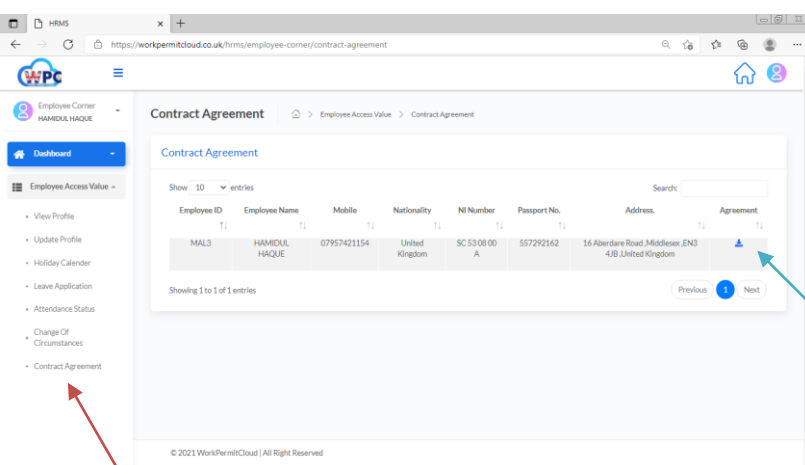 HRMS
https://workpermitcloud.co.uk/hrms/employee-corner/contract-agreement
WPC
Employee Corner
HAMIDUL HAQUE
Contract Agreement
Employee Access Value > Contract Agreement
Dashboard
Contract Agreement
Employee Access Value
Show 10 entries
Search:
Employee ID Employee Name Mobile Nationality NI Number Passport No. Address. Agreement
MAL3 HAMIDUL 07957421154 United SC 53 08 00 557292162 16 Aberdare Road ,Middlesex ,EN3
HAQUE Kingdom A 4JB ,United Kingdom
Showing 1 to 1 of 1 entries
Previous 1 Next
View Profile
Update Profile
Holiday Calender
Leave Application
Attendance Status
Change Of
Circumstances
Contract Agreement
© 2021 WorkPermitCloud | All Right Reserved